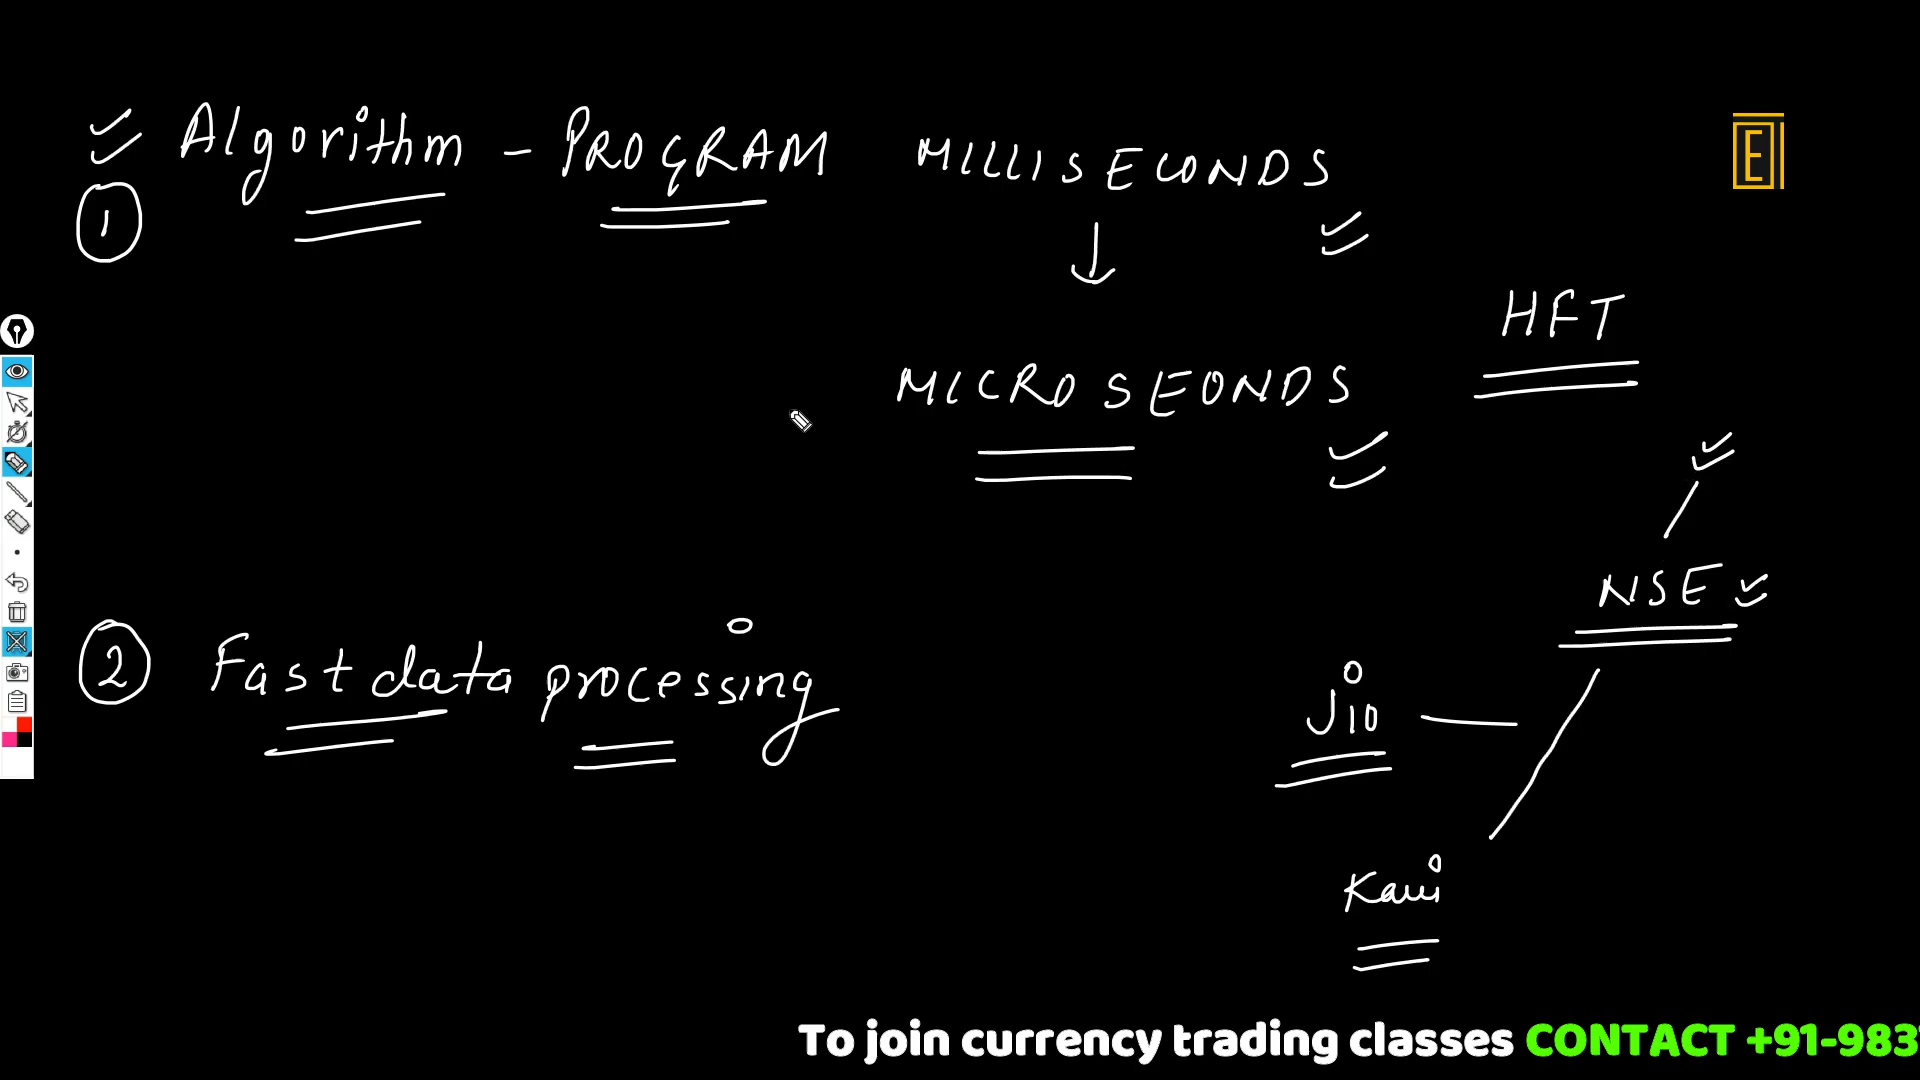 Algorithm - PROGRAM MILLISECONDS
1
E
HFT
MICROSEONDS
NSE
2 Fast data processing
Jio
To join currency trading classes CONTACT +91-983